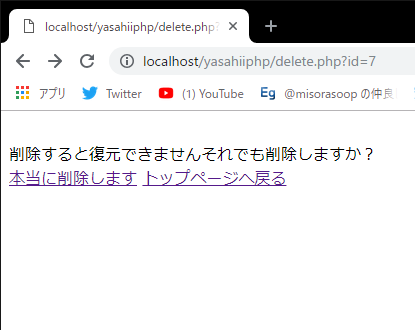 localhost/yasahiiphp/delete.php?
localhost/yasahiiphp/delete.php?id=7
アプリ Twitter (1) YouTube Eg @misorasoop の仲良
削除すると復元できませんそれでも削除しますか？
本当に削除します トップページへ戻る